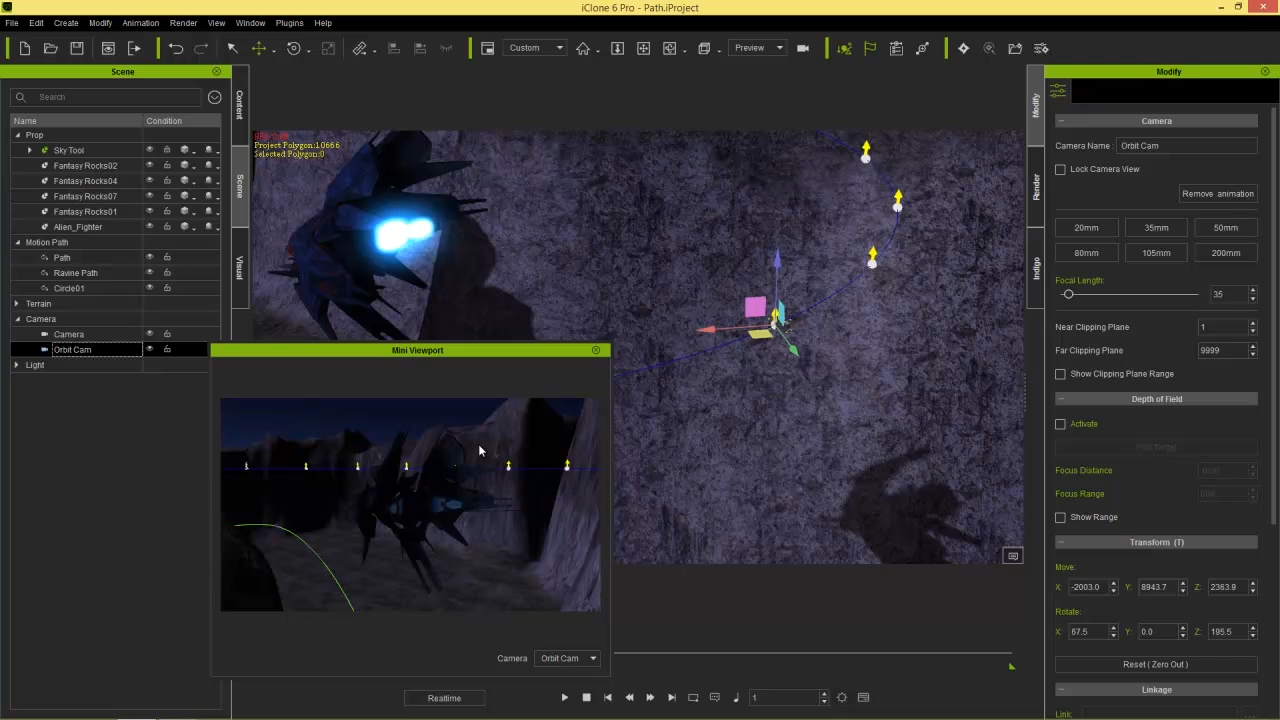 iClone 6 Pro - Path.iProject
File Edit Create Modify Animation Render View Window Plugins Help
Custom
Preview
Scene
Search
Name Condition
Prop
Sky Tool
Fantasy Rocks02
Fantasy Rocks04
Fantasy Rocks07
Fantasy Rocks01
Alien_Fighter
Motion Path
Path
Ravine Path
Circle01
Terrain
Camera
Camera
Orbit Cam
Light
Content
Scene
Visual
Project Polygon:10666
Selected Polygon:0
Mini Viewport
Camera Orbit Cam
Realtime
1
Modify
Render
Indigo
Modify
Camera
Camera Name : Orbit Cam
Lock Camera View
Remove animation
20mm 35mm 50mm
80mm 105mm 200mm
Focal Length:
35
Near Clipping Plane 1
Far Clipping Plane 9999
Show Clipping Plane Range
Depth of Field
Activate
Focus Distance
Focus Range
Show Range
Transform (T)
Move:
X: -2003.0 Y: 8943.7 Z: 2363.9
Rotate:
X: 67.5 Y: 0.0 Z: 195.5
Reset ( Zero Out )
Linkage
Link: